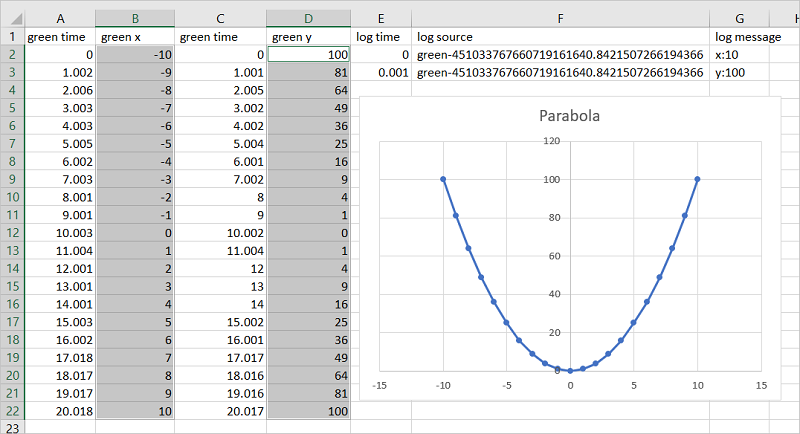 A B C D E F G H
1 green time green x green time green y log time log source log message
2 0 -10 0 100 0 green-451033767660719161640.8421507266194366 x:10
3 1.002 -9 1.001 81 0.001 green-451033767660719161640.8421507266194366 y:100
4 2.006 -8 2.005 64
5 3.003 -7 3.002 49
6 4.003 -6 4.002 36
7 5.005 -5 5.004 25
8 6.002 -4 6.001 16
9 7.003 -3 7.002 9
10 8.001 -2 8 4
11 9.001 -1 9 1
12 10.003 0 10.002 0
13 11.004 1 11.004 1
14 12.001 2 12 4
15 13.001 3 13 9
16 14.001 4 14 16
17 15.003 5 15.002 25
18 16.002 6 16.001 36
19 17.018 7 17.017 49
20 18.017 8 18.016 64
21 19.017 9 19.016 81
22 20.018 10 20.017 100
23
Parabola
120
100
80
60
40
20
0
-15 -10 -5 0 5 10 15